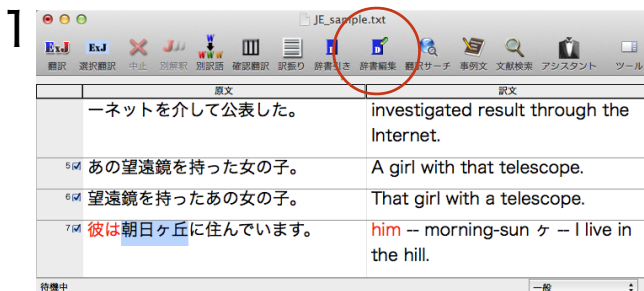 1
JE_sample.txt
ExJ ExJ JJ W WWW
翻訳 選択翻訳 中止 別解釈 別訳語 確認翻訳 訳振り 辞書引き 辞書編集 翻訳サーチ 事例文 文献検索 アシスタント ツール
原文 訳文
ーネットを介して公表した。 investigated result through the
Internet.
5 あの望遠鏡を持った女の子。 A girl with that telescope.
6 望遠鏡を持ったあの女の子。 That girl with a telescope.
7 彼は朝日ヶ丘に住んでいます。 him -- morning-sun ヶ -- I live in
the hill.
待機中 一般